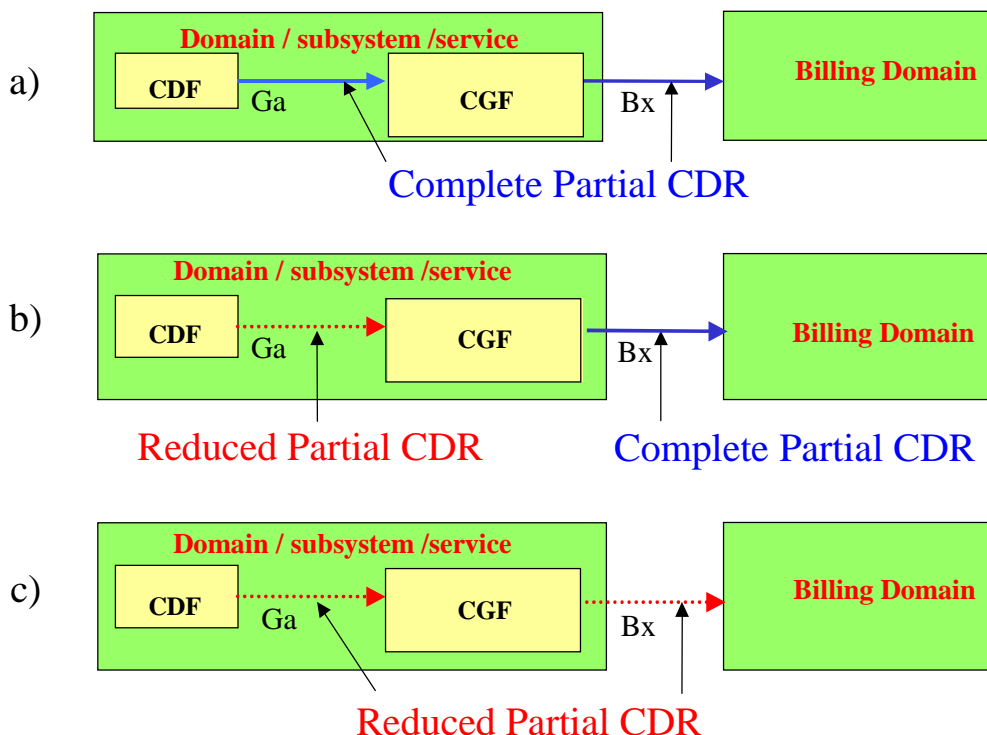 a)
Domain / subsystem /service
CDF
Ga
CGF
Bx
Billing Domain
Complete Partial CDR
b)
Domain / subsystem /service
CDF
Ga
CGF
Bx
Billing Domain
Reduced Partial CDR
Complete Partial CDR
c)
Domain / subsystem /service
CDF
Ga
CGF
Bx
Billing Domain
Reduced Partial CDR